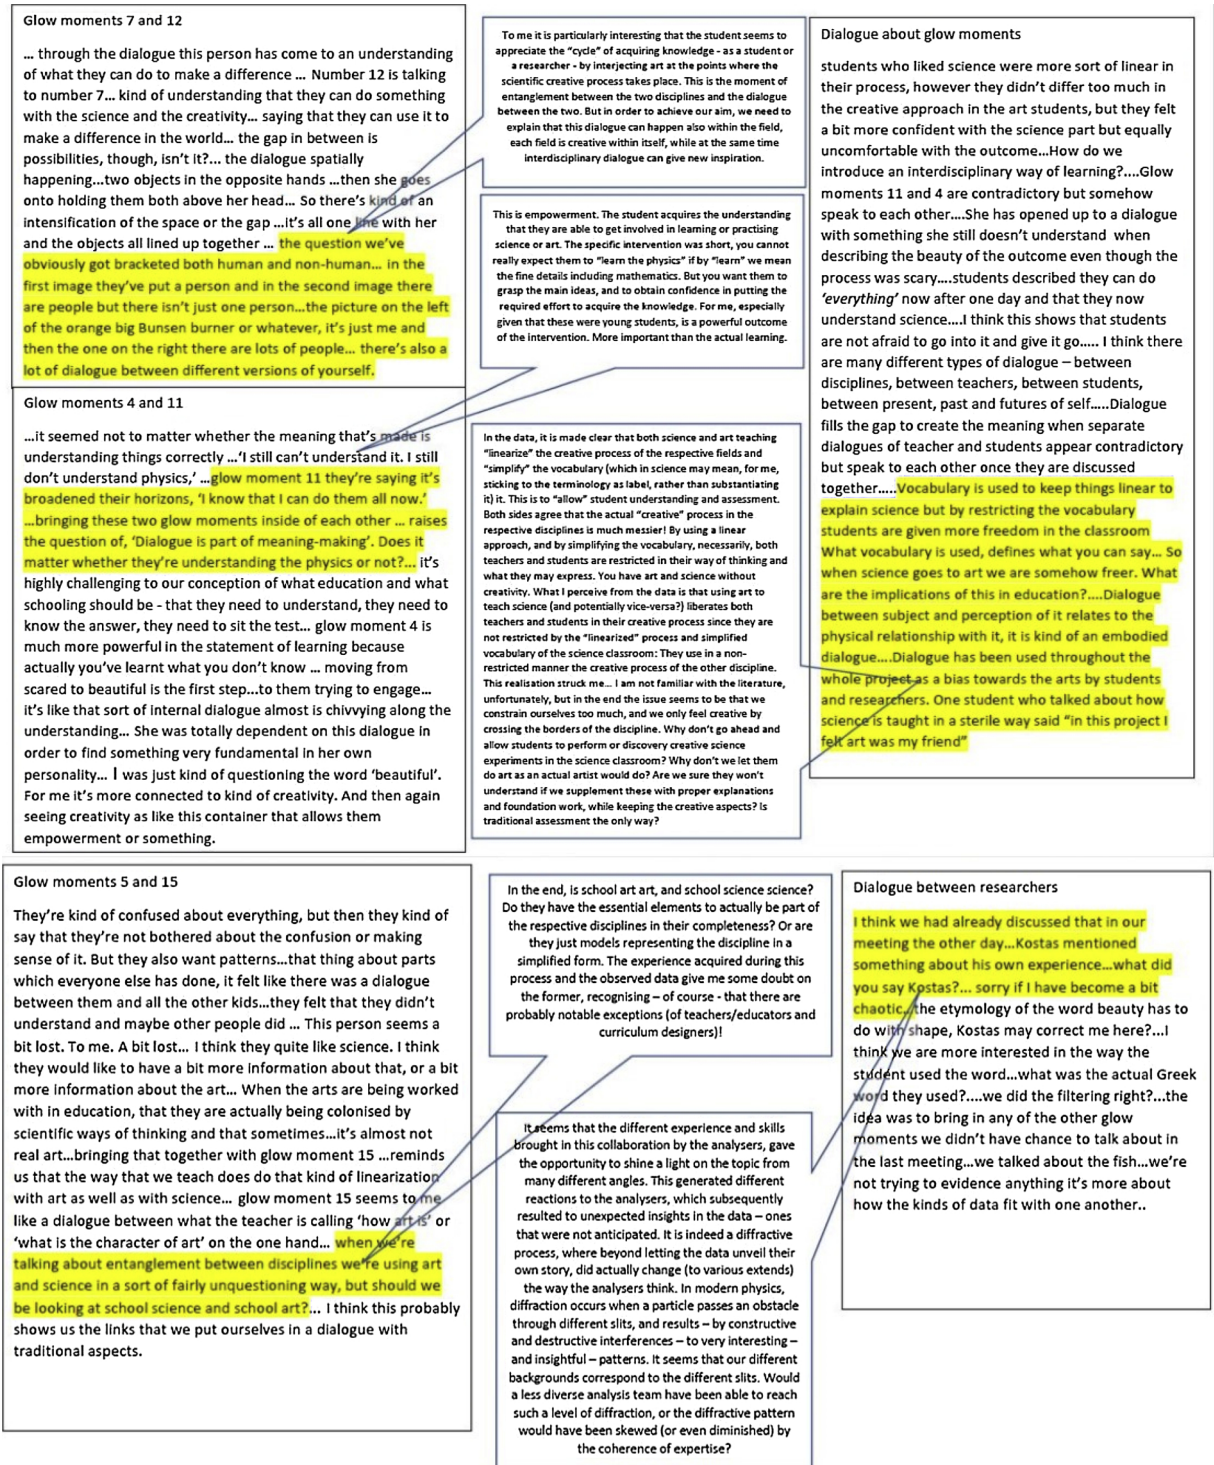 Glow moments 7 and 12
... through the dialogue this person has come to an understanding
of what they can do to make a difference ... Number 12 is talking
to number 7... kind of understanding that they can do something
with the science and the creativity... saying that they can use it to
make a difference in the world... the gap in between is
possibilities, though, isn't it?... the dialogue spatially
happening...two objects in the opposite hands ...then she goes
onto holding them both above her head... So there's kind of an
intensification of the space or the gap ...it's all one line with her
and the objects all lined up together ... the question we've
obviously got bracketed both human and non-human... in the
first image they've put a person and in the second image there
are people but there isn't just one person...the picture on the left
of the orange big Bunsen burner or whatever, it's just me and
then the one on the right there are lots of people... there's also a
lot of dialogue between different versions of yourself.
Glow moments 4 and 11
...it seemed not to matter whether the meaning that's made is
understanding things correctly ...'I still can't understand it. I still
don't understand physics,' ...glow moment 11 they're saying it's
broadened their horizons, 'I know that I can do them all now.'
...bringing these two glow moments inside of each other ... raises
the question of, 'Dialogue is part of meaning-making'. Does it
matter whether they're understanding the physics or not?... it's
highly challenging to our conception of what education and what
schooling should be - that they need to understand, they need to
know the answer, they need to sit the test... glow moment 4 is
much more powerful in the statement of learning because
actually you've learnt what you don't know ... moving from
scared to beautiful is the first step...to them trying to engage...
it's like that sort of internal dialogue almost is chivvying along the
understanding... She was totally dependent on this dialogue in
order to find something very fundamental in her own
personality... I was just kind of questioning the word 'beautiful'.
For me it's more connected to kind of creativity. And then again
seeing creativity as like this container that allows them
empowerment or something.
To me it is particularly interesting that the student seems to
appreciate the "cycle" of acquiring knowledge - as a student or
a researcher - by interjecting art at the points where the
scientific creative process takes place. This is the moment of
entanglement between the two disciplines and the dialogue
between the two. But in order to achieve our aim, we need to
explain that this dialogue can happen also within the field,
each field is creative within itself, while at the same time
interdisciplinary dialogue can give new inspiration.
This is empowerment. The student acquires the understanding
that they are able to get involved in learning or practising
science or art. The specific intervention was short, you cannot
really expect them to "learn the physics" if by "learn" we mean
the fine details including mathematics. But you want them to
grasp the main ideas, and to obtain confidence in putting the
required effort to acquire the knowledge. For me, especially
given that these were young students, is a powerful outcome
of the intervention. More important than the actual learning.
In the data, it is made clear that both science and art teaching
"linearize" the creative process of the respective fields and
"simplify" the vocabulary (which in science may mean, for me,
sticking to the terminology as label, rather than substantiating
it) it. This is to "allow" student understanding and assessment.
Both sides agree that the actual "creative" process in the
respective disciplines is much messier! By using a linear
approach, and by simplifying the vocabulary, necessarily, both
teachers and students are restricted in their way of thinking and
what they may express. You have art and science without
creativity. What I perceive from the data is that using art to
teach science (and potentially vice-versa?) liberates both
teachers and students in their creative process since they are
not restricted by the "linearized" process and simplified
vocabulary of the science classroom: They use in a non-
restricted manner the creative process of the other discipline.
This realisation struck me... I am not familiar with the literature,
unfortunately, but in the end the issue seems to be that we
constrain ourselves too much, and we only feel creative by
crossing the borders of the discipline. Why don't go ahead and
allow students to perform or discovery creative science
experiments in the science classroom? Why don't we let them
do art as an actual artist would do? Are we sure they won't
understand if we supplement these with proper explanations
and foundation work, while keeping the creative aspects? Is
traditional assessment the only way?
Dialogue about glow moments
students who liked science were more sort of linear in
their process, however they didn't differ too much in
the creative approach in the art students, but they felt
a bit more confident with the science part but equally
uncomfortable with the outcome...How do we
introduce an interdisciplinary way of learning?....Glow
moments 11 and 4 are contradictory but somehow
speak to each other....She has opened up to a dialogue
with something she still doesn't understand when
describing the beauty of the outcome even though the
process was scary....students described they can do
'everything' now after one day and that they now
understand science....I think this shows that students
are not afraid to go into it and give it go..... I think there
are many different types of dialogue – between
disciplines, between teachers, between students,
between present, past and futures of self.....Dialogue
fills the gap to create the meaning when separate
dialogues of teacher and students appear contradictory
but speak to each other once they are discussed
together.....Vocabulary is used to keep things linear to
explain science but by restricting the vocabulary
students are given more freedom in the classroom
What vocabulary is used, defines what you can say... So
when science goes to art we are somehow freer. What
are the implications of this in education?....Dialogue
between subject and perception of it relates to the
physical relationship with it, it is kind of an embodied
dialogue....Dialogue has been used throughout the
whole project as a bias towards the arts by students
and researchers. One student who talked about how
science is taught in a sterile way said "in this project I
felt art was my friend"
Glow moments 5 and 15
They're kind of confused about everything, but then they kind of
say that they're not bothered about the confusion or making
sense of it. But they also want patterns...that thing about parts
which everyone else has done, it felt like there was a dialogue
between them and all the other kids...they felt that they didn't
understand and maybe other people did ... This person seems a
bit lost. To me. A bit lost... I think they quite like science. I think
they would like to have a bit more information about that, or a bit
more information about the art... When the arts are being worked
with in education, that they are actually being colonised by
scientific ways of thinking and that sometimes...it's almost not
real art...bringing that together with glow moment 15 ...reminds
us that the way that we teach does do that kind of linearization
with art as well as with science... glow moment 15 seems to me
like a dialogue between what the teacher is calling 'how art is' or
'what is the character of art' on the one hand... when we're
talking about entanglement between disciplines we're using art
and science in a sort of fairly unquestioning way, but should we
be looking at school science and school art?... I think this probably
shows us the links that we put ourselves in a dialogue with
traditional aspects.
In the end, is school art art, and school science science?
Do they have the essential elements to actually be part of
the respective disciplines in their completeness? Or are
they just models representing the discipline in a
simplified form. The experience acquired during this
process and the observed data give me some doubt on
the former, recognising – of course - that there are
probably notable exceptions (of teachers/educators and
curriculum designers)!
It seems that the different experience and skills
brought in this collaboration by the analysers, gave
the opportunity to shine a light on the topic from
many different angles. This generated different
reactions to the analysers, which subsequently
resulted to unexpected insights in the data – ones
that were not anticipated. It is indeed a diffractive
process, where beyond letting the data unveil their
own story, did actually change (to various extends)
the way the analysers think. In modern physics,
diffraction occurs when a particle passes an obstacle
through different slits, and results – by constructive
and destructive interferences – to very interesting –
and insightful – patterns. It seems that our different
backgrounds correspond to the different slits. Would
a less diverse analysis team have been able to reach
such a level of diffraction, or the diffractive pattern
would have been skewed (or even diminished) by
the coherence of expertise?
Dialogue between researchers
I think we had already discussed that in our
meeting the other day...Kostas mentioned
something about his own experience...what did
you say Kostas?... sorry if I have become a bit
chaotic.. the etymology of the word beauty has to
do with shape, Kostas may correct me here?...I
think we are more interested in the way the
student used the word...what was the actual Greek
word they used?....we did the filtering right?...the
idea was to bring in any of the other glow
moments we didn't have chance to talk about in
the last meeting...we talked about the fish...we're
not trying to evidence anything it's more about
how the kinds of data fit with one another..